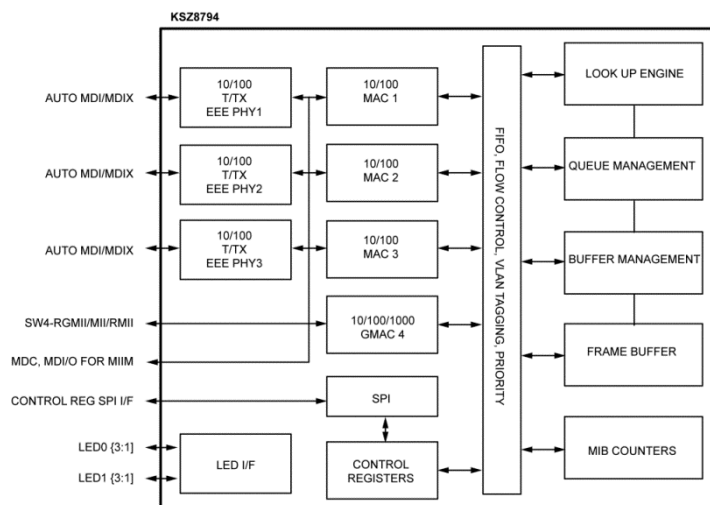 KSZ8794
AUTO MDI/MDIX
10/100
T/TX
EEE PHY1
10/100
MAC 1
AUTO MDI/MDIX
10/100
T/TX
EEE PHY2
10/100
MAC 2
AUTO MDI/MDIX
10/100
T/TX
EEE PHY3
10/100
MAC 3
SW4-RGMII/MII/RMII
10/100/1000
GMAC 4
MDC, MDI/O FOR MIIM
CONTROL REG SPI I/F
SPI
LED0 {3:1]
LED1 {3:1]
LED I/F
CONTROL
REGISTERS
FIFO, FLOW CONTROL, VLAN TAGGING, PRIORITY
LOOK UP ENGINE
QUEUE MANAGEMENT
BUFFER MANAGEMENT
FRAME BUFFER
MIB COUNTERS